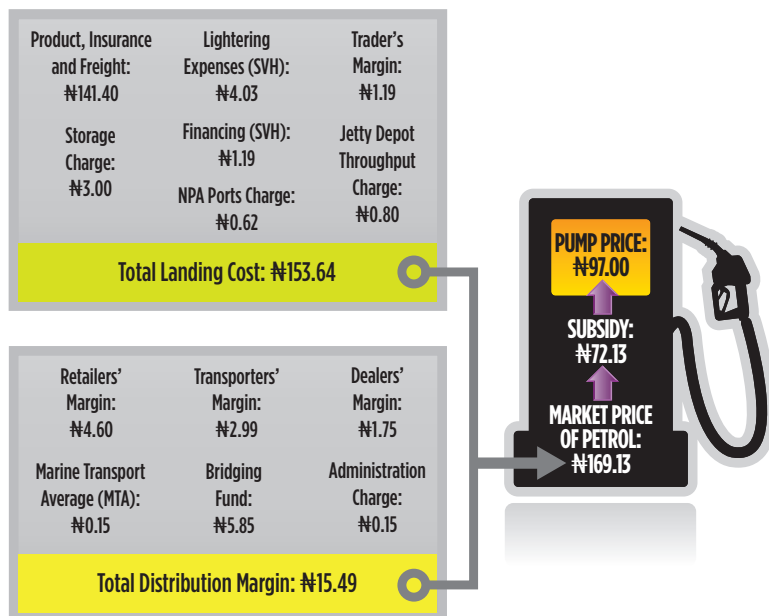 Product, Insurance
and Freight:
₦141.40
Lightering
Expenses (SVH):
₦4.03
Trader’s
Margin:
₦1.19
Storage
Charge:
₦3.00
Financing (SVH):
₦1.19
NPA Ports Charge:
₦0.62
Jetty Depot
Throughput
Charge:
₦0.80
Total Landing Cost: ₦153.64
Retailers’
Margin:
₦4.60
Transporters’
Margin:
₦2.99
Dealers’
Margin:
₦1.75
Marine Transport
Average (MTA):
₦0.15
Bridging
Fund:
₦5.85
Administration
Charge:
₦0.15
Total Distribution Margin: ₦15.49
PUMP PRICE:
₦97.00
SUBSIDY:
₦72.13
MARKET PRICE
OF PETROL:
₦169.13